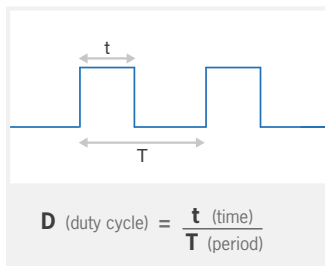 t
T
D (duty cycle) = t (time)
T (period)